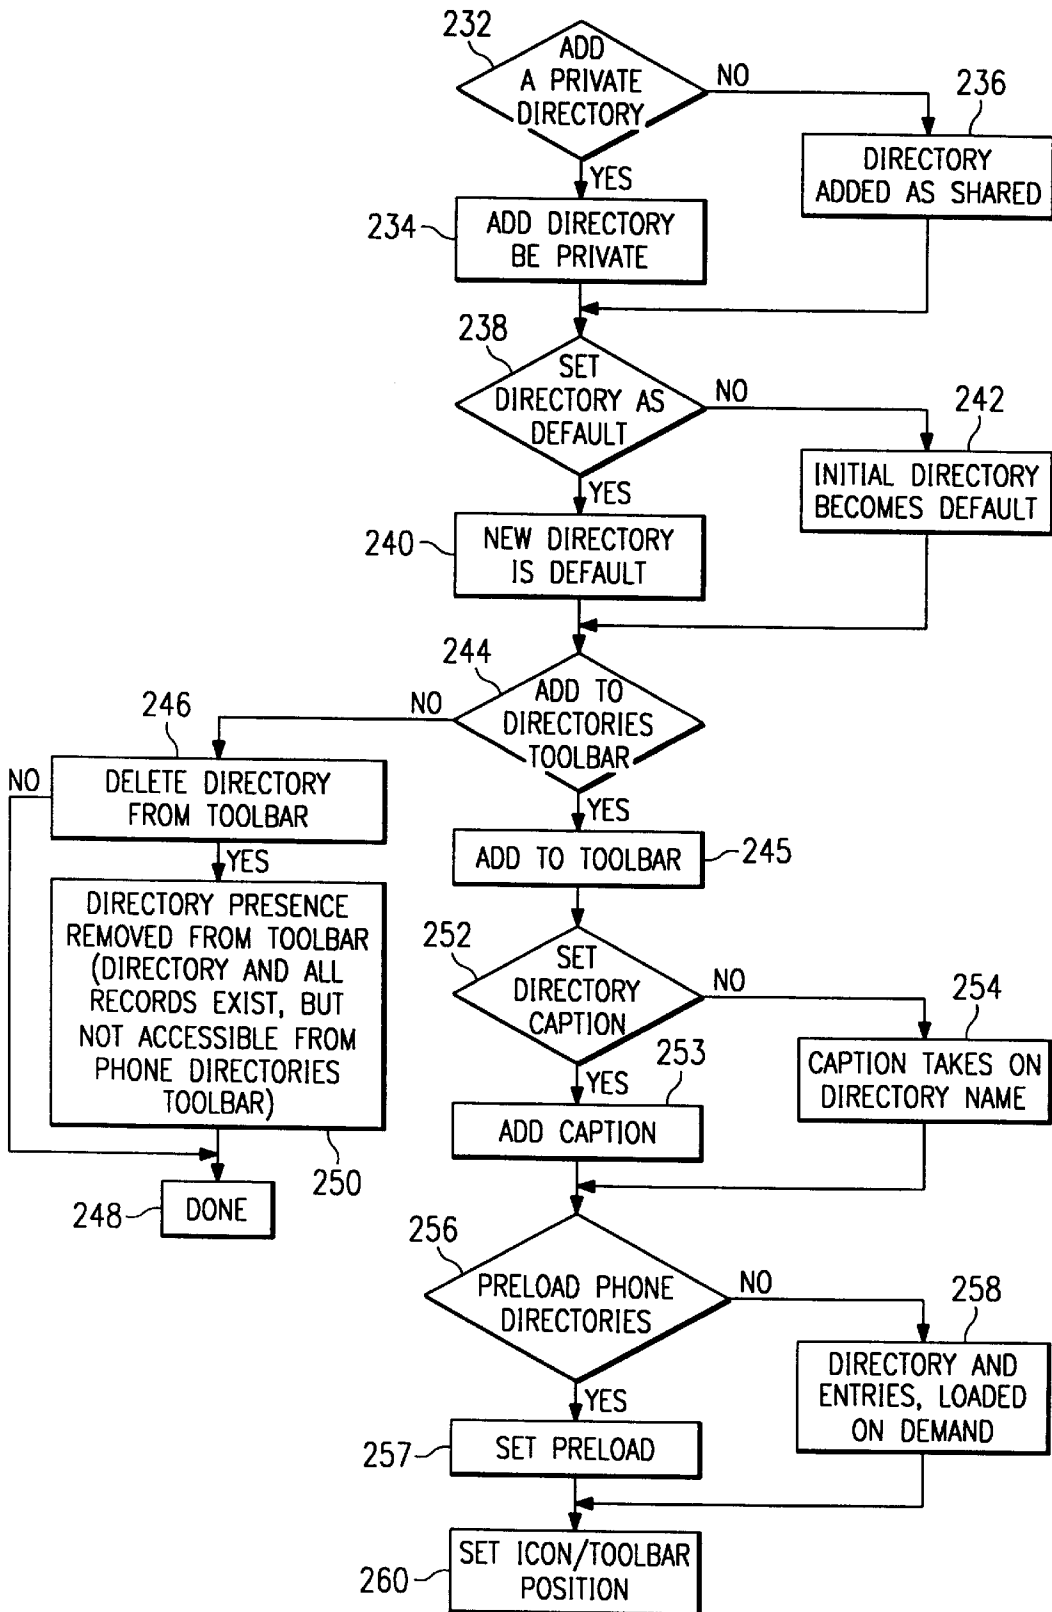 232
ADD
A PRIVATE
DIRECTORY
NO
236
DIRECTORY
ADDED AS SHARED
YES
234
ADD DIRECTORY
BE PRIVATE
238
SET
DIRECTORY AS
DEFAULT
NO
242
INITIAL DIRECTORY
BECOMES DEFAULT
YES
240
NEW DIRECTORY
IS DEFAULT
244
ADD TO
DIRECTORIES
TOOLBAR
NO
246
DELETE DIRECTORY
FROM TOOLBAR
NO
YES
YES
ADD TO TOOLBAR
245
DIRECTORY PRESENCE
REMOVED FROM TOOLBAR
(DIRECTORY AND ALL
RECORDS EXIST, BUT
NOT ACCESSIBLE FROM
PHONE DIRECTORIES
TOOLBAR)
250
248
DONE
252
SET
DIRECTORY
CAPTION
NO
254
CAPTION TAKES ON
DIRECTORY NAME
YES
253
ADD CAPTION
256
PRELOAD PHONE
DIRECTORIES
NO
258
DIRECTORY AND
ENTRIES, LOADED
ON DEMAND
YES
257
SET PRELOAD
SET ICON/TOOLBAR
POSITION
260